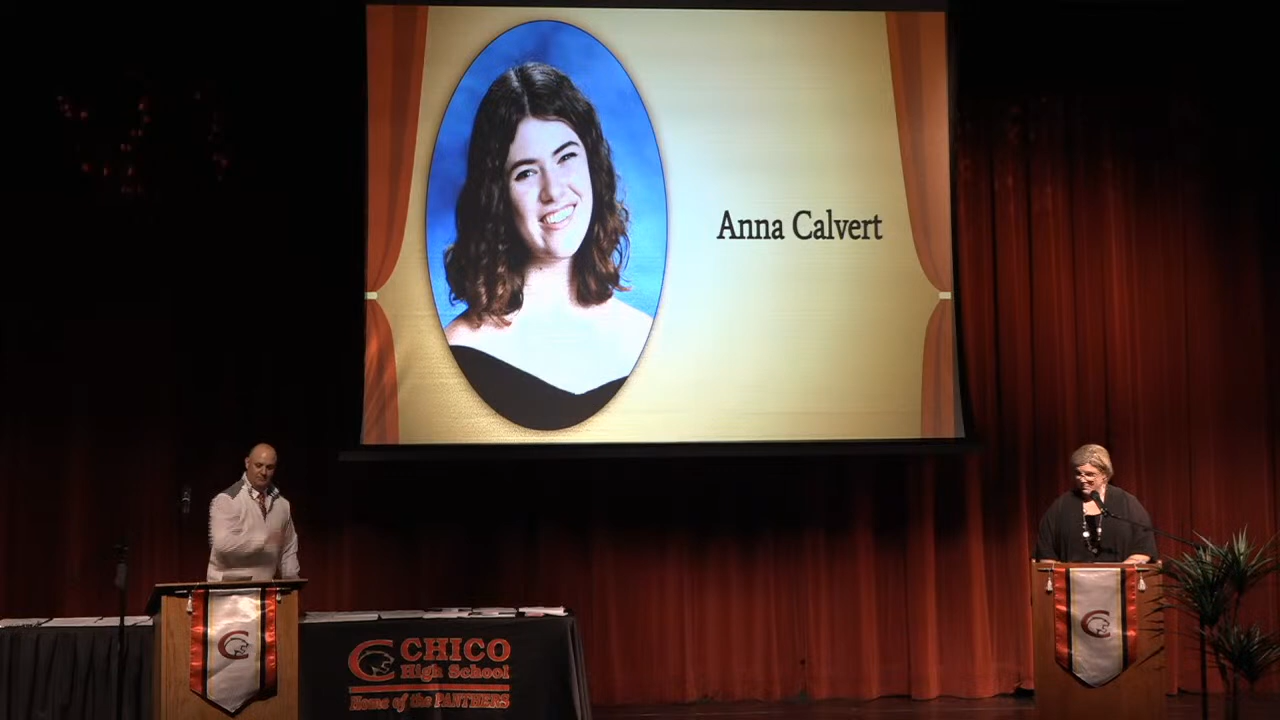 Anna Calvert
C CHICO
High School
Home of the PANTHERS
C
C